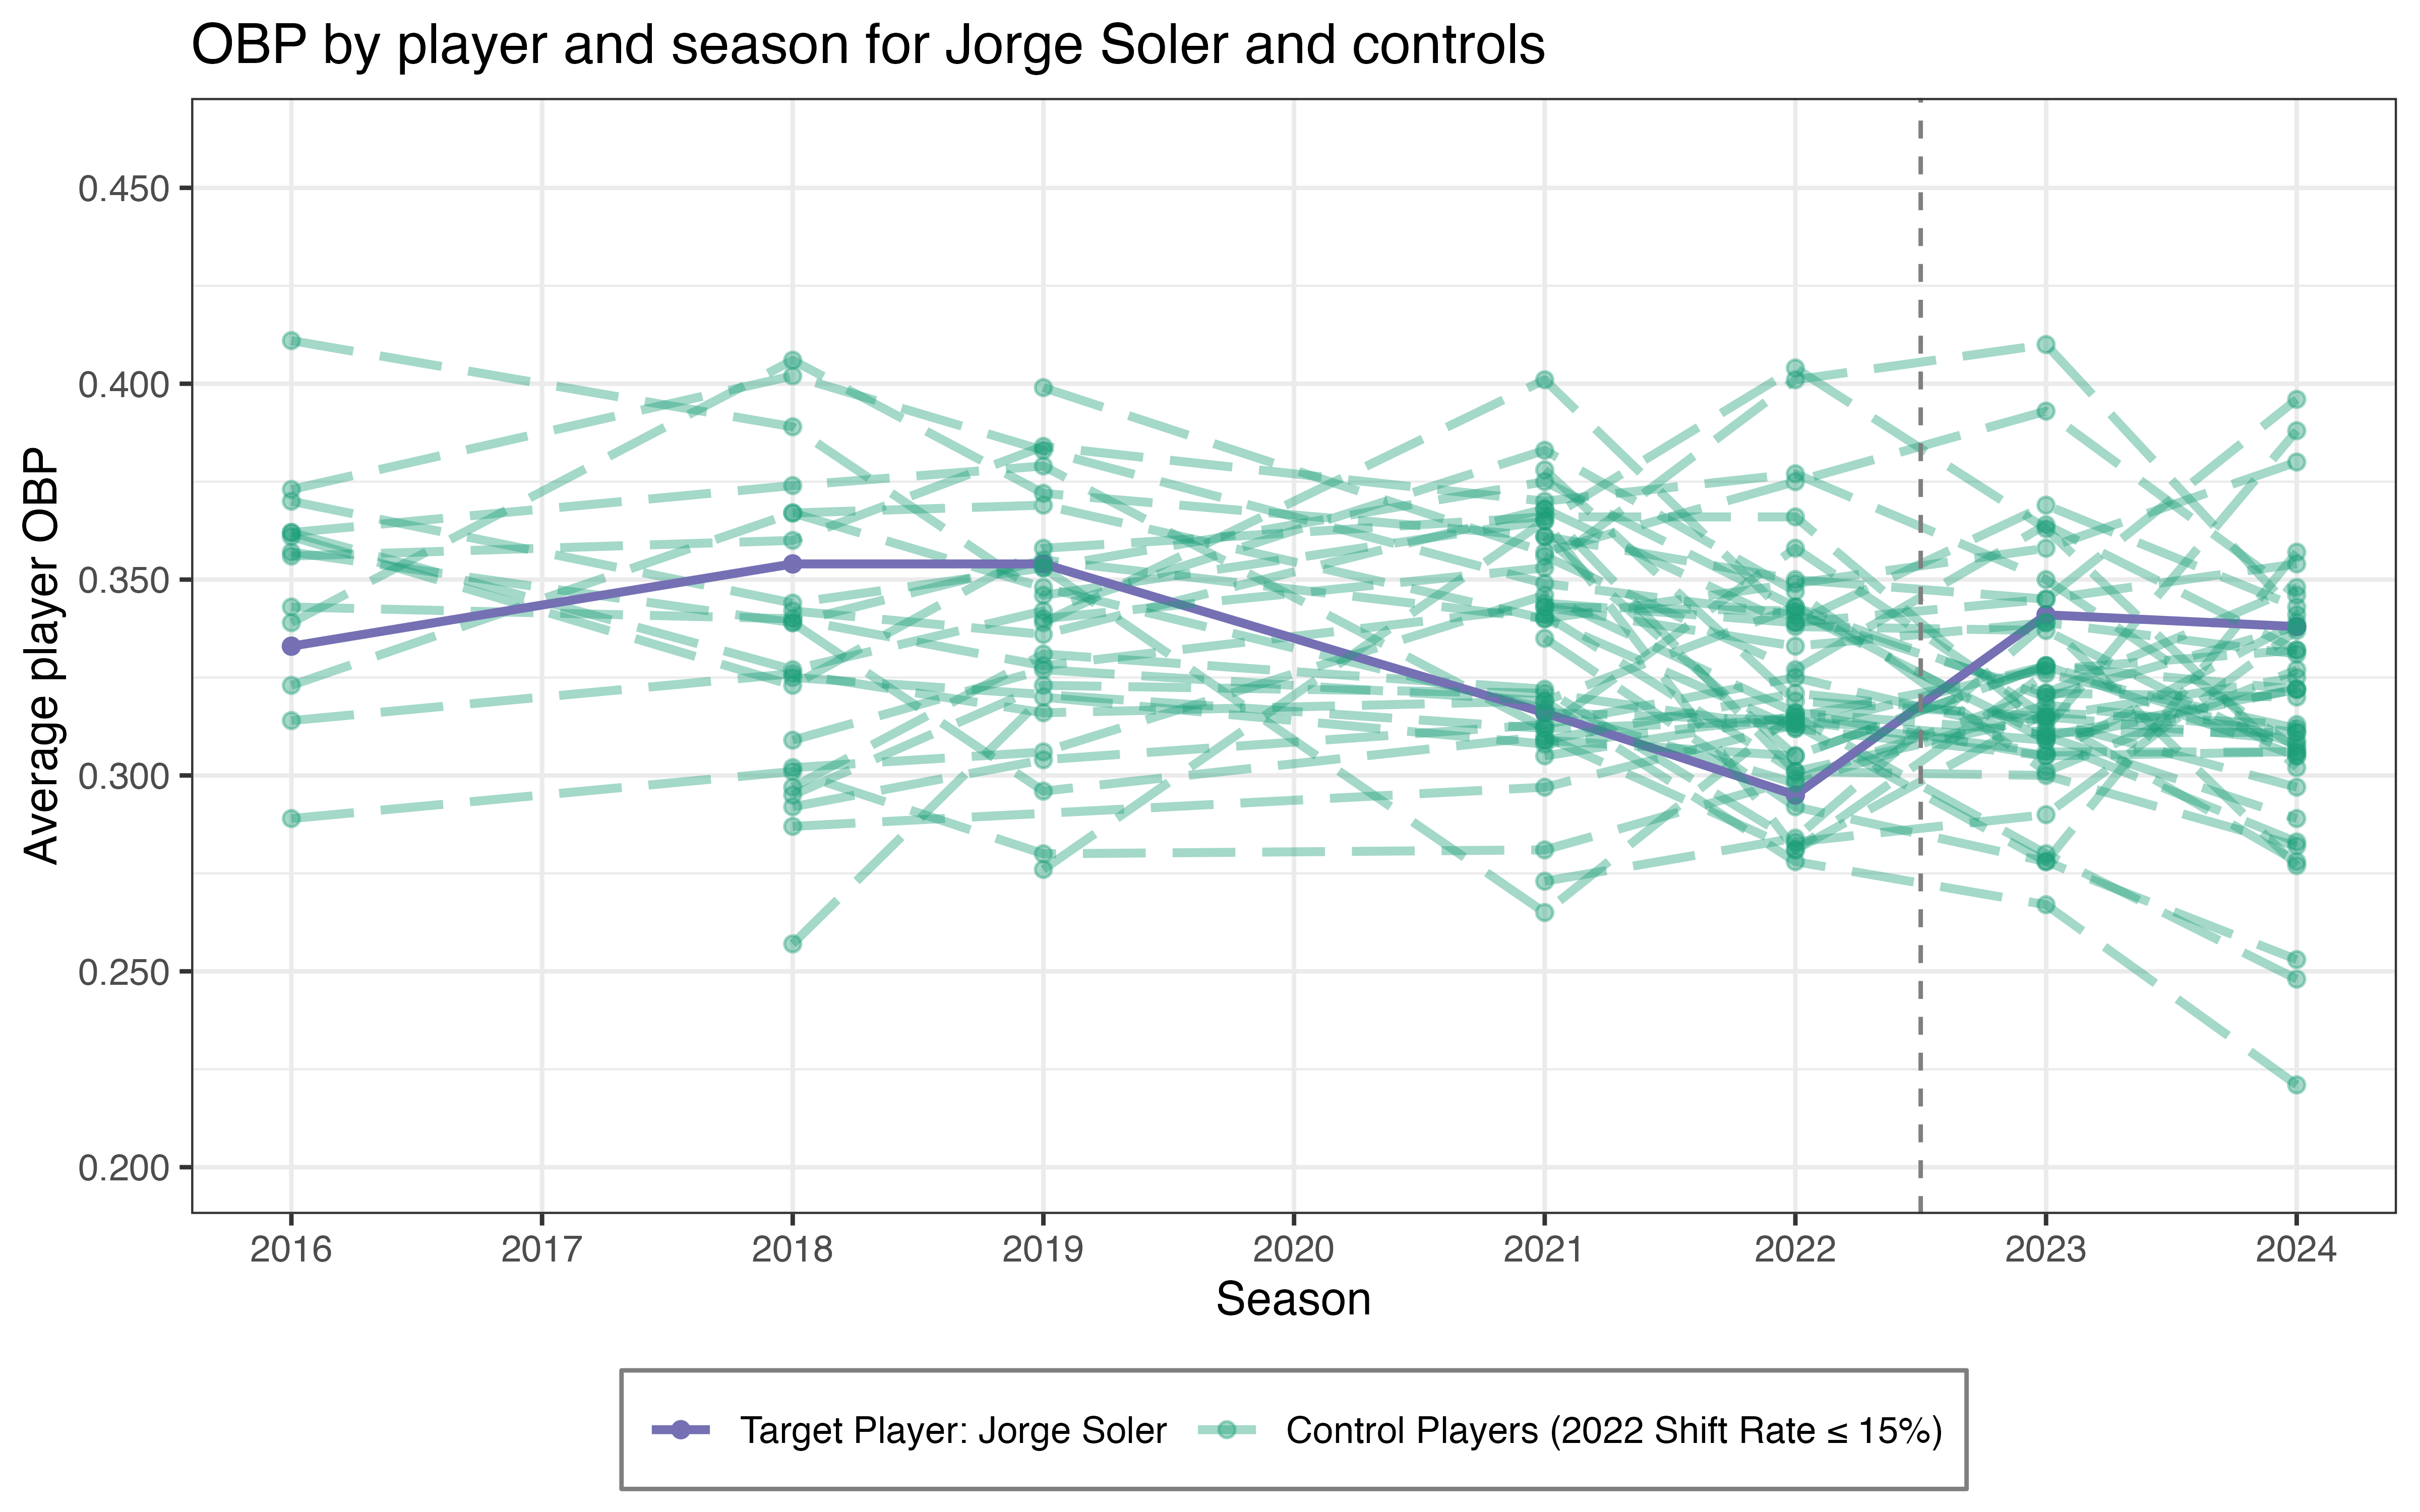 OBP by player and season for Jorge Soler and controls
Average player OBP
0.450
0.400
0.350
0.300
0.250
0.200
2016 2017 2018 2019 2020 2021 2022 2023 2024
Season
Target Player: Jorge Soler Control Players (2022 Shift Rate ≤ 15%)